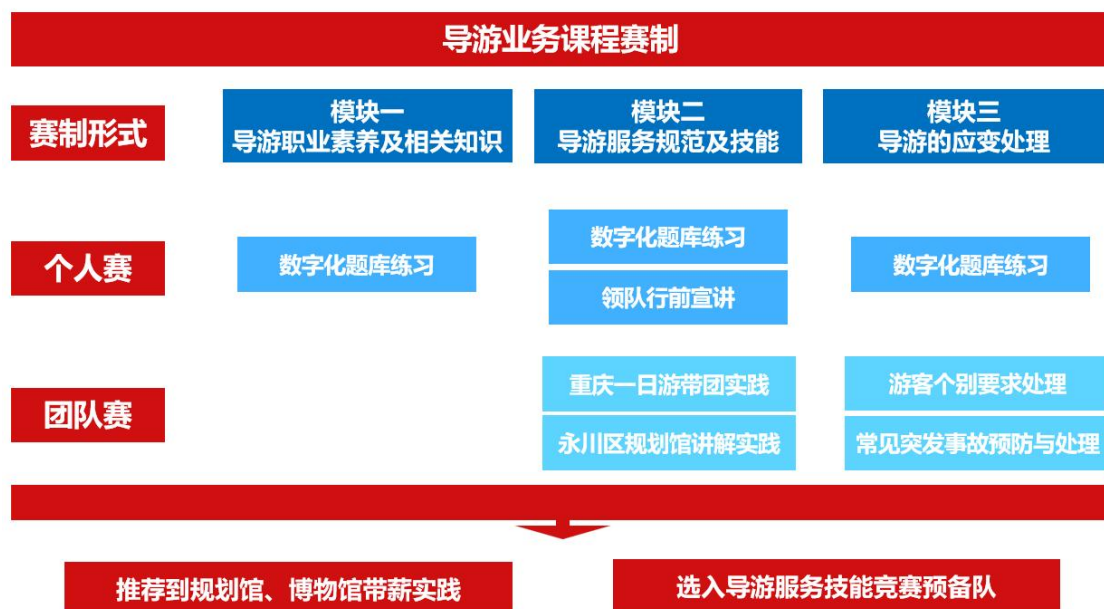 导游业务课程赛制
赛制形式
模块一
导游职业素养及相关知识
模块二
导游服务规范及技能
模块三
导游的应变处理
个人赛
数字化题库练习
数字化题库练习
领队行前宣讲
数字化题库练习
团队赛
重庆一日游带团实践
永川区规划馆讲解实践
游客个别要求处理
常见突发事故预防与处理
推荐到规划馆、博物馆带薪实践
选入导游服务技能竞赛预备队